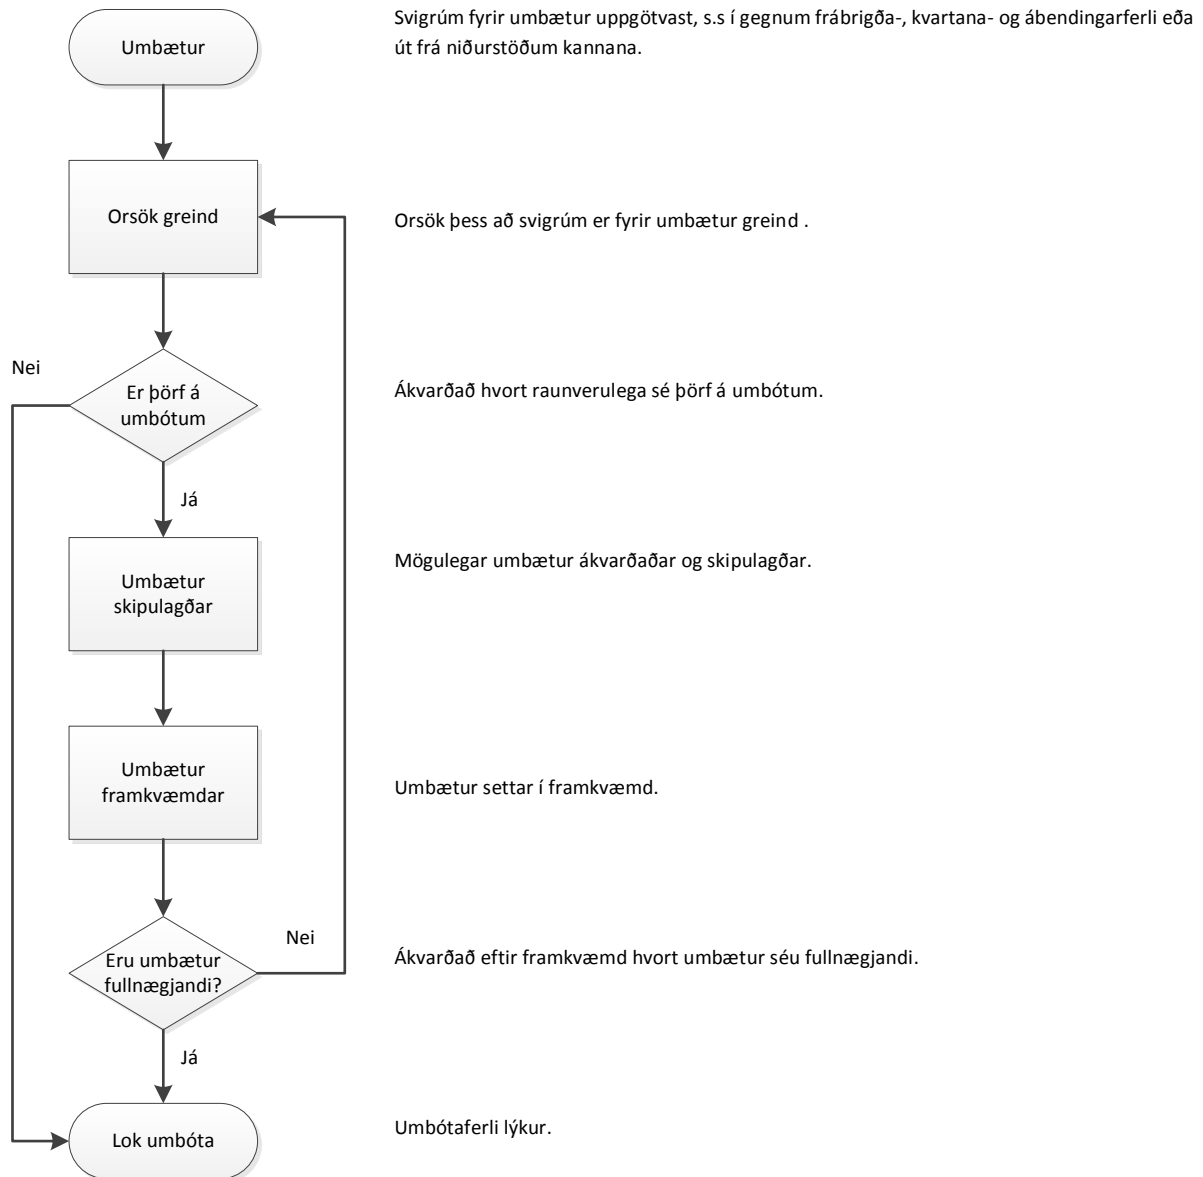 Umbætur
Svigrúm fyrir umbætur uppgötvast, s.s í gegnum frábrigða-, kvartana- og ábendingarferli eða
út frá niðurstöðum kannana.
Orsök greind
Orsök þess að svigrúm er fyrir umbætur greind .
Nei
Er þörf á
umbótum
Ákvarðað hvort raunverulega sé þörf á umbótum.
Já
Umbætur
skipulagðar
Mögulegar umbætur ákvarðaðar og skipulagðar.
Umbætur
framkvæmdar
Umbætur settar í framkvæmd.
Eru umbætur
fullnægjandi?
Nei
Ákvarðað eftir framkvæmd hvort umbætur séu fullnægjandi.
Já
Lok umbóta
Umbótaferli lýkur.